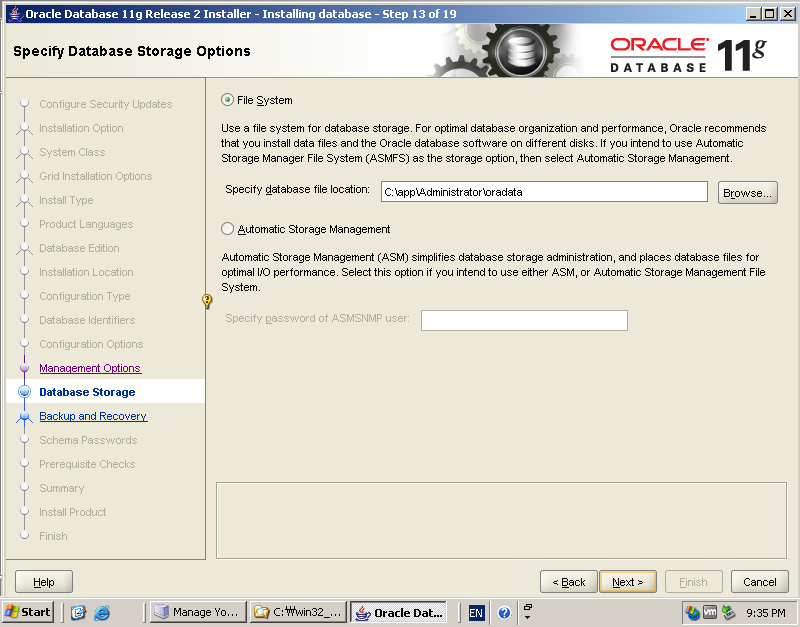 Oracle Database 11g Release 2 Installer - Installing database - Step 13 of 19
Specify Database Storage Options
ORACLE
DATABASE
11g
Configure Security Updates
Installation Option
System Class
Grid Installation Options
Install Type
Product Languages
Database Edition
Installation Location
Configuration Type
Database Identifiers
Configuration Options
Management Options
Database Storage
Backup and Recovery
Schema Passwords
Prerequisite Checks
Summary
Install Product
Finish
File System
Use a file system for database storage. For optimal database organization and performance, Oracle recommends
that you install data files and the Oracle database software on different disks. If you intend to use Automatic
Storage Manager File System (ASMFS) as the storage option, then select Automatic Storage Management.
Specify database file location: C:\app\Administrator\oradata Browse...
Automatic Storage Management
Automatic Storage Management (ASM) simplifies database storage administration, and places database files for
optimal I/O performance. Select this option if you intend to use either ASM, or Automatic Storage Management File
System.
Specify password of ASMSNMP user:
Help < Back Next > Finish Cancel
Start Manage Yo... C:₩win32_... Oracle Dat... EN ? vm 9:35 PM